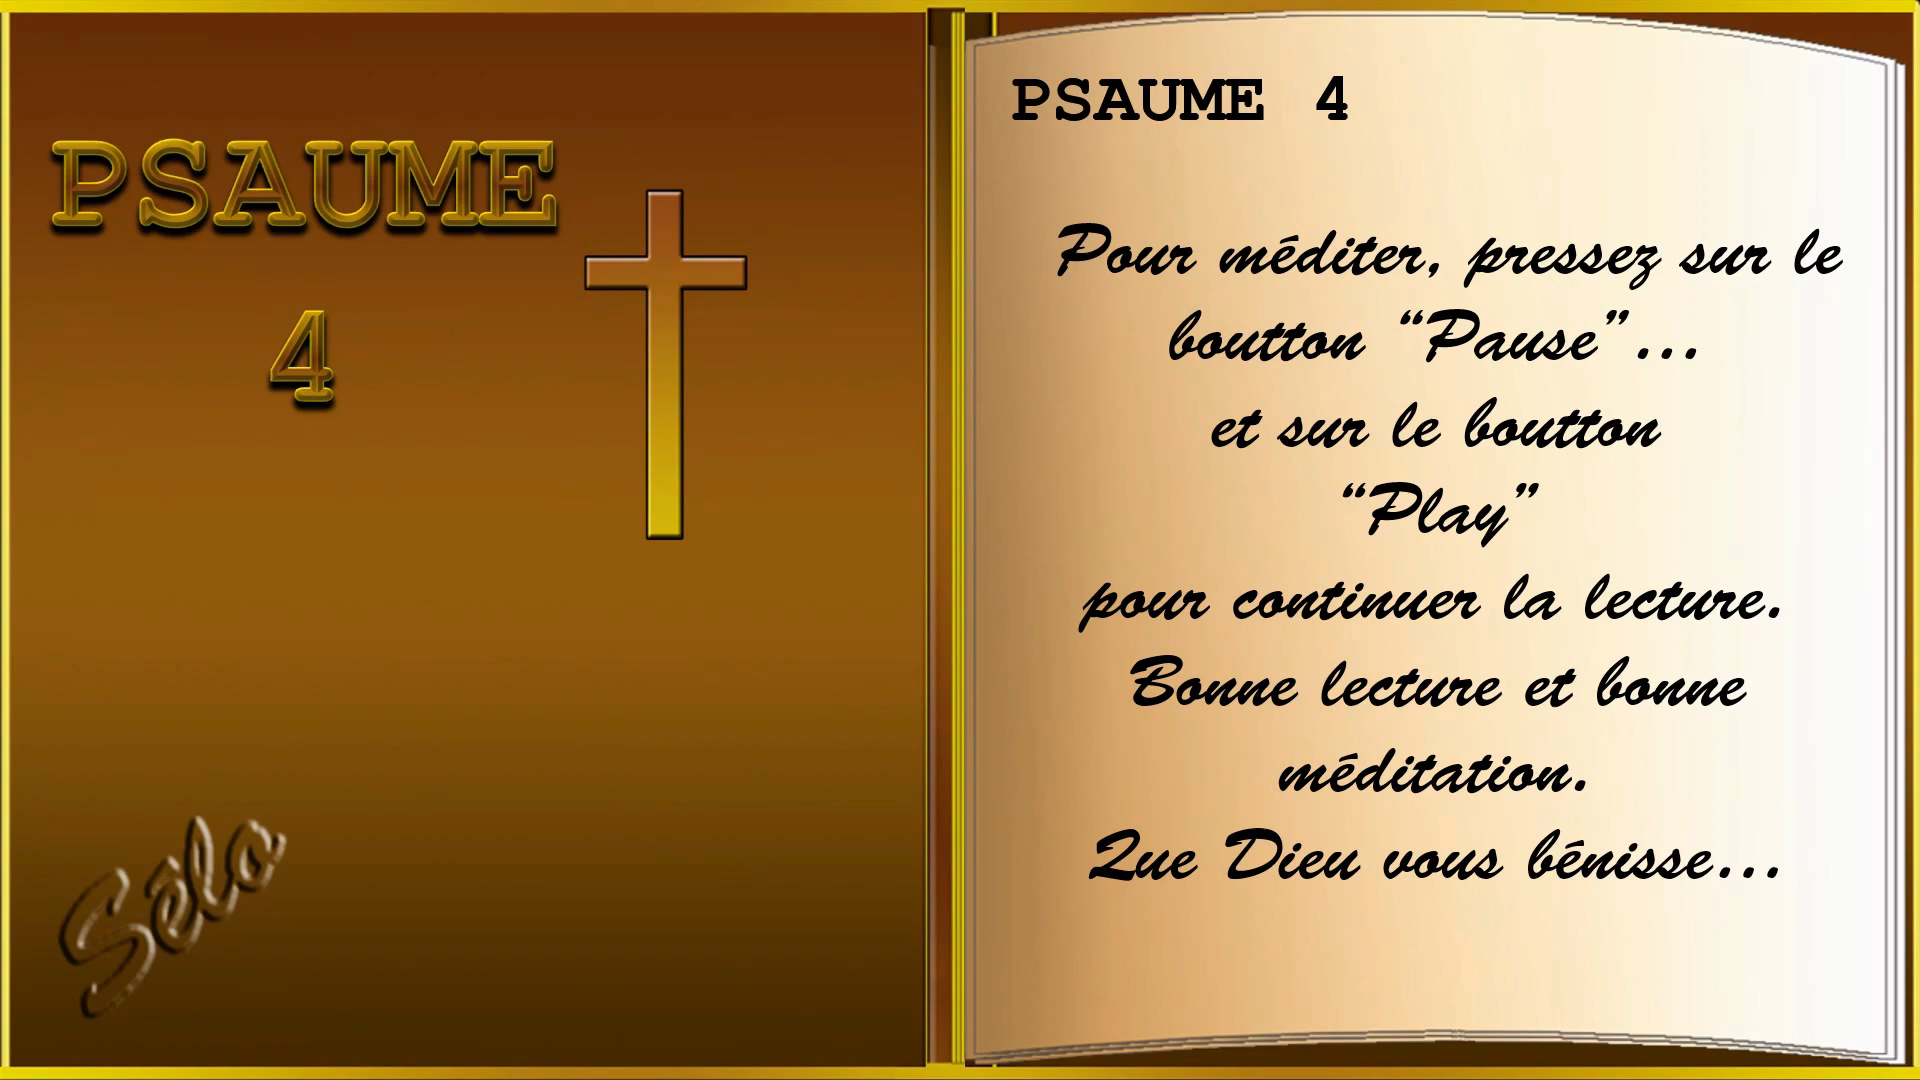 PSAUME
4
Séla
PSAUME 4
Pour méditer, pressez sur le
boutton “Pause”...
et sur le boutton
“Play”
pour continuer la lecture.
Bonne lecture et bonne
méditation.
Que Dieu vous bénisse...